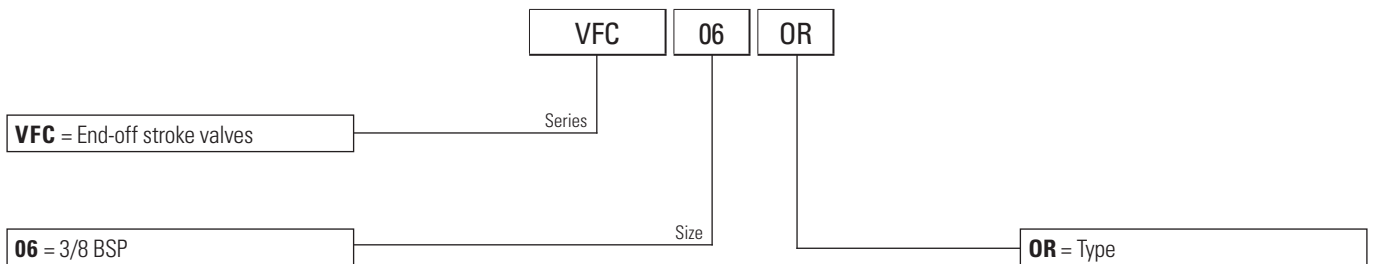 VFC 06 OR
Series
VFC = End-off stroke valves
Size
06 = 3/8 BSP
OR = Type